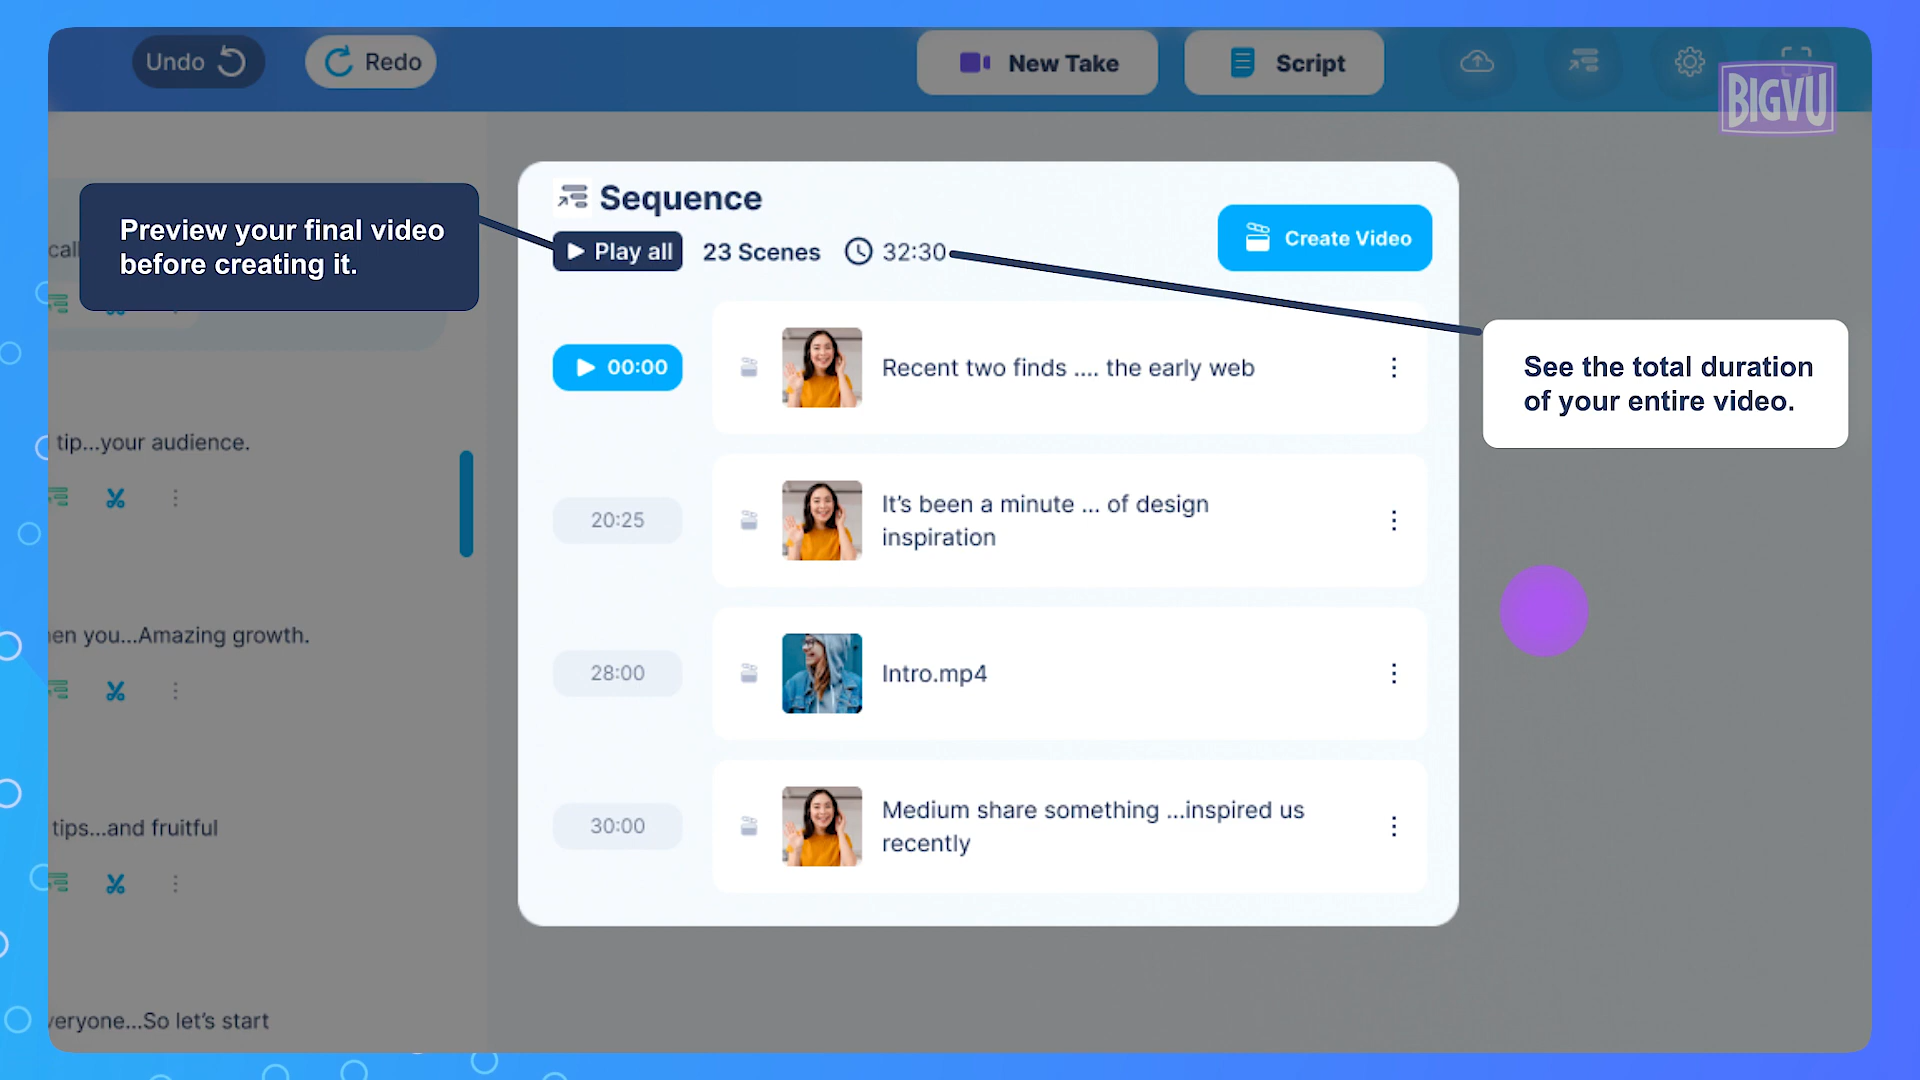 Undo
Redo
New Take
Script
BIGVU
Sequence
Preview your final video
before creating it.
Play all
23 Scenes
32:30
Create Video
See the total duration
of your entire video.
00:00
Recent two finds .... the early web
20:25
It's been a minute ... of design
inspiration
28:00
Intro.mp4
30:00
Medium share something ...inspired us
recently
tip...your audience.
you...Amazing growth.
tips...and fruitful
...So let's start